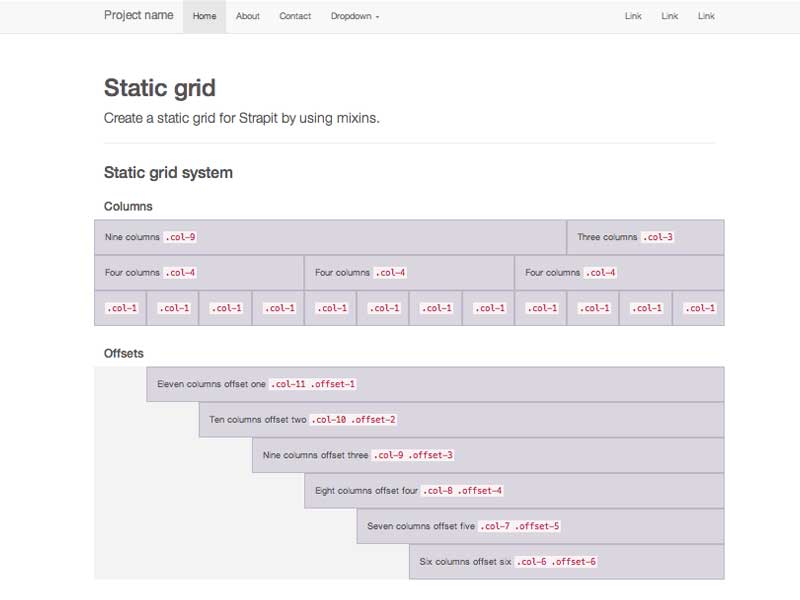 Project name Home About Contact Dropdown Link Link Link
Static grid
Create a static grid for Strapit by using mixins.
Static grid system
Columns
Nine columns .col-9 Three columns .col-3
Four columns .col-4 Four columns .col-4 Four columns .col-4
.col-1 .col-1 .col-1 .col-1 .col-1 .col-1 .col-1 .col-1 .col-1 .col-1 .col-1 .col-1
Offsets
Eleven columns offset one .col-11 .offset-1
Ten columns offset two .col-10 .offset-2
Nine columns offset three .col-9 .offset-3
Eight columns offset four .col-8 .offset-4
Seven columns offset five .col-7 .offset-5
Six columns offset six .col-6 .offset-6